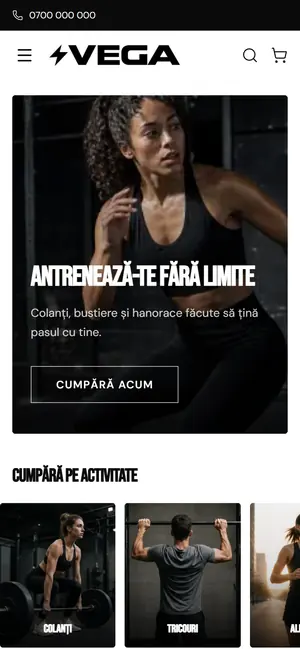 0700 000 000
VEGA
ANTRENEAZĂ-TE FĂRĂ LIMITE
Colanți, bustiere și hanorace făcute să țină
pasul cu tine.
CUMPĂRĂ ACUM
CUMPĂRĂ PE ACTIVITATE
COLANȚI
TRICOURI